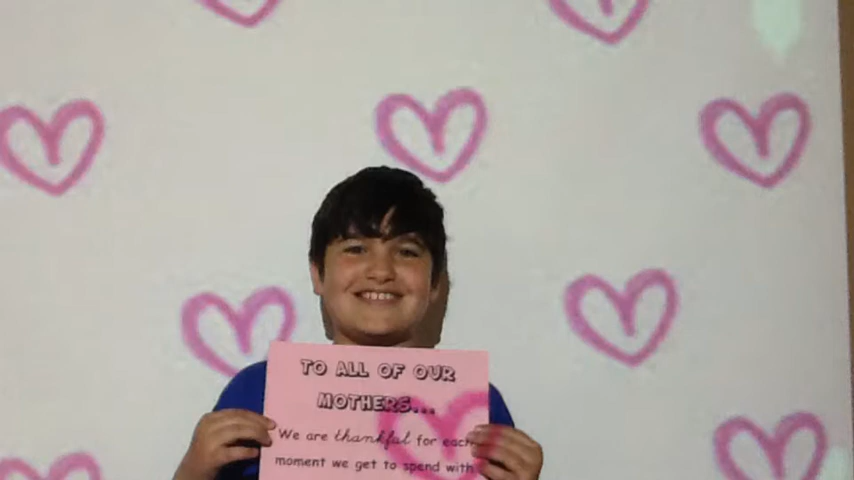 TO ALL OF OUR
MOTHERS...
We are thankful for each
moment we get to spend with